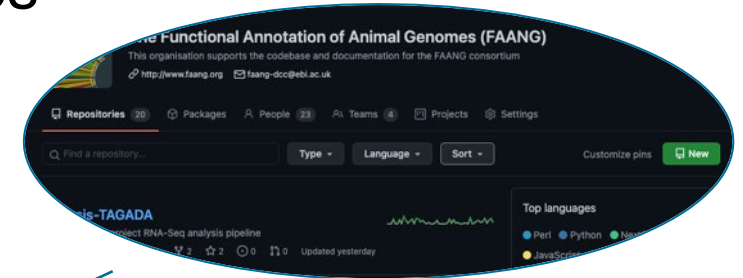 Functional Annotation of Animal Genomes (FAANG)
This organisation supports the codebase and documentation for the FAANG consortium
http://www.faang.org faang-dcc@ebi.ac.uk
Repositories 20 Packages People 23 Teams 4 Projects Settings
Find a repository... Type Language Sort Customize pins New
sis-TAGADA
Top languages
project RNA-Seq analysis pipeline
Perl Python
2 2 0 0 Updated yesterday